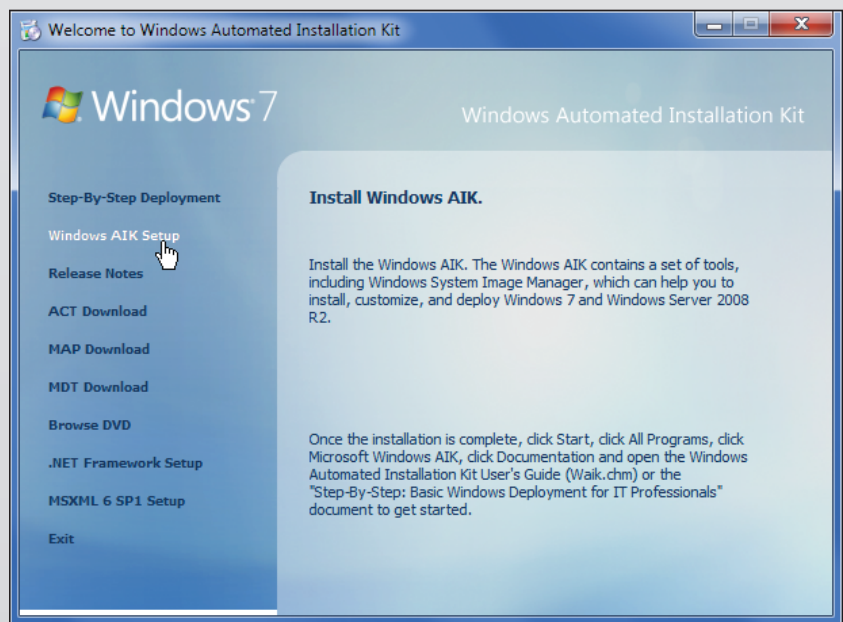 Welcome to Windows Automated Installation Kit
Windows 7
Windows Automated Installation Kit
Step-By-Step Deployment
Windows AIK Setup
Release Notes
ACT Download
MAP Download
MDT Download
Browse DVD
.NET Framework Setup
MSXML 6 SP1 Setup
Exit
Install Windows AIK.
Install the Windows AIK. The Windows AIK contains a set of tools,
including Windows System Image Manager, which can help you to
install, customize, and deploy Windows 7 and Windows Server 2008
R2.
Once the installation is complete, click Start, click All Programs, click
Microsoft Windows AIK, click Documentation and open the Windows
Automated Installation Kit User's Guide (Waik.chm) or the
"Step-By-Step: Basic Windows Deployment for IT Professionals"
document to get started.